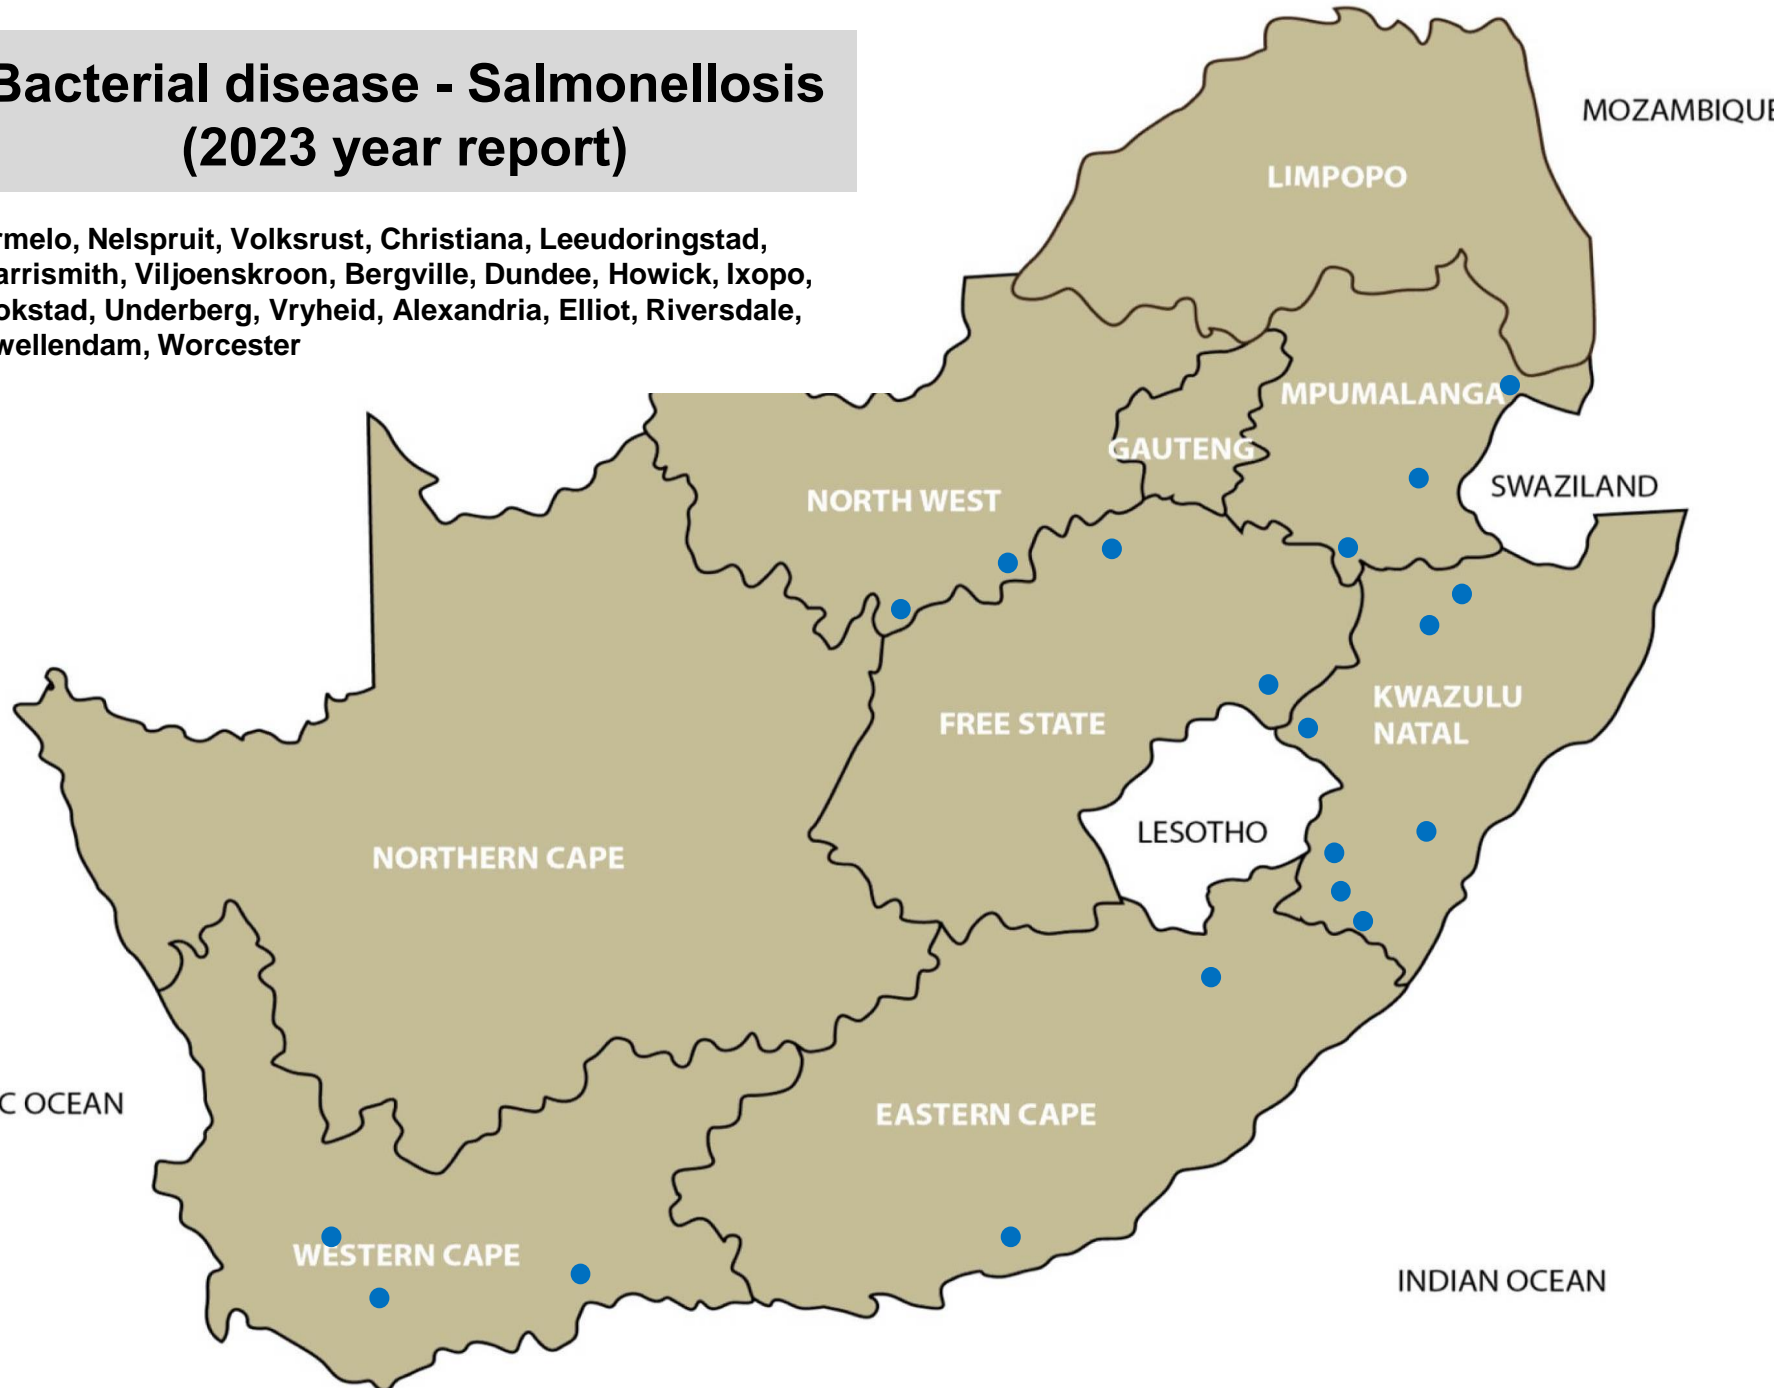 Bacterial disease - Salmonellosis
(2023 year report)
rmelo, Nelspruit, Volksrust, Christiana, Leeudoringstad,
arrismith, Viljoenskroon, Bergville, Dundee, Howick, Ixopo,
okstad, Underberg, Vryheid, Alexandria, Elliot, Riversdale,
wellendam, Worcester
MOZAMBIQUE
LIMPOPO
MPUMALANGA
GAUTENG
SWAZILAND
NORTH WEST
KWAZULU
NATAL
FREE STATE
LESOTHO
NORTHERN CAPE
C OCEAN
EASTERN CAPE
WESTERN CAPE
INDIAN OCEAN